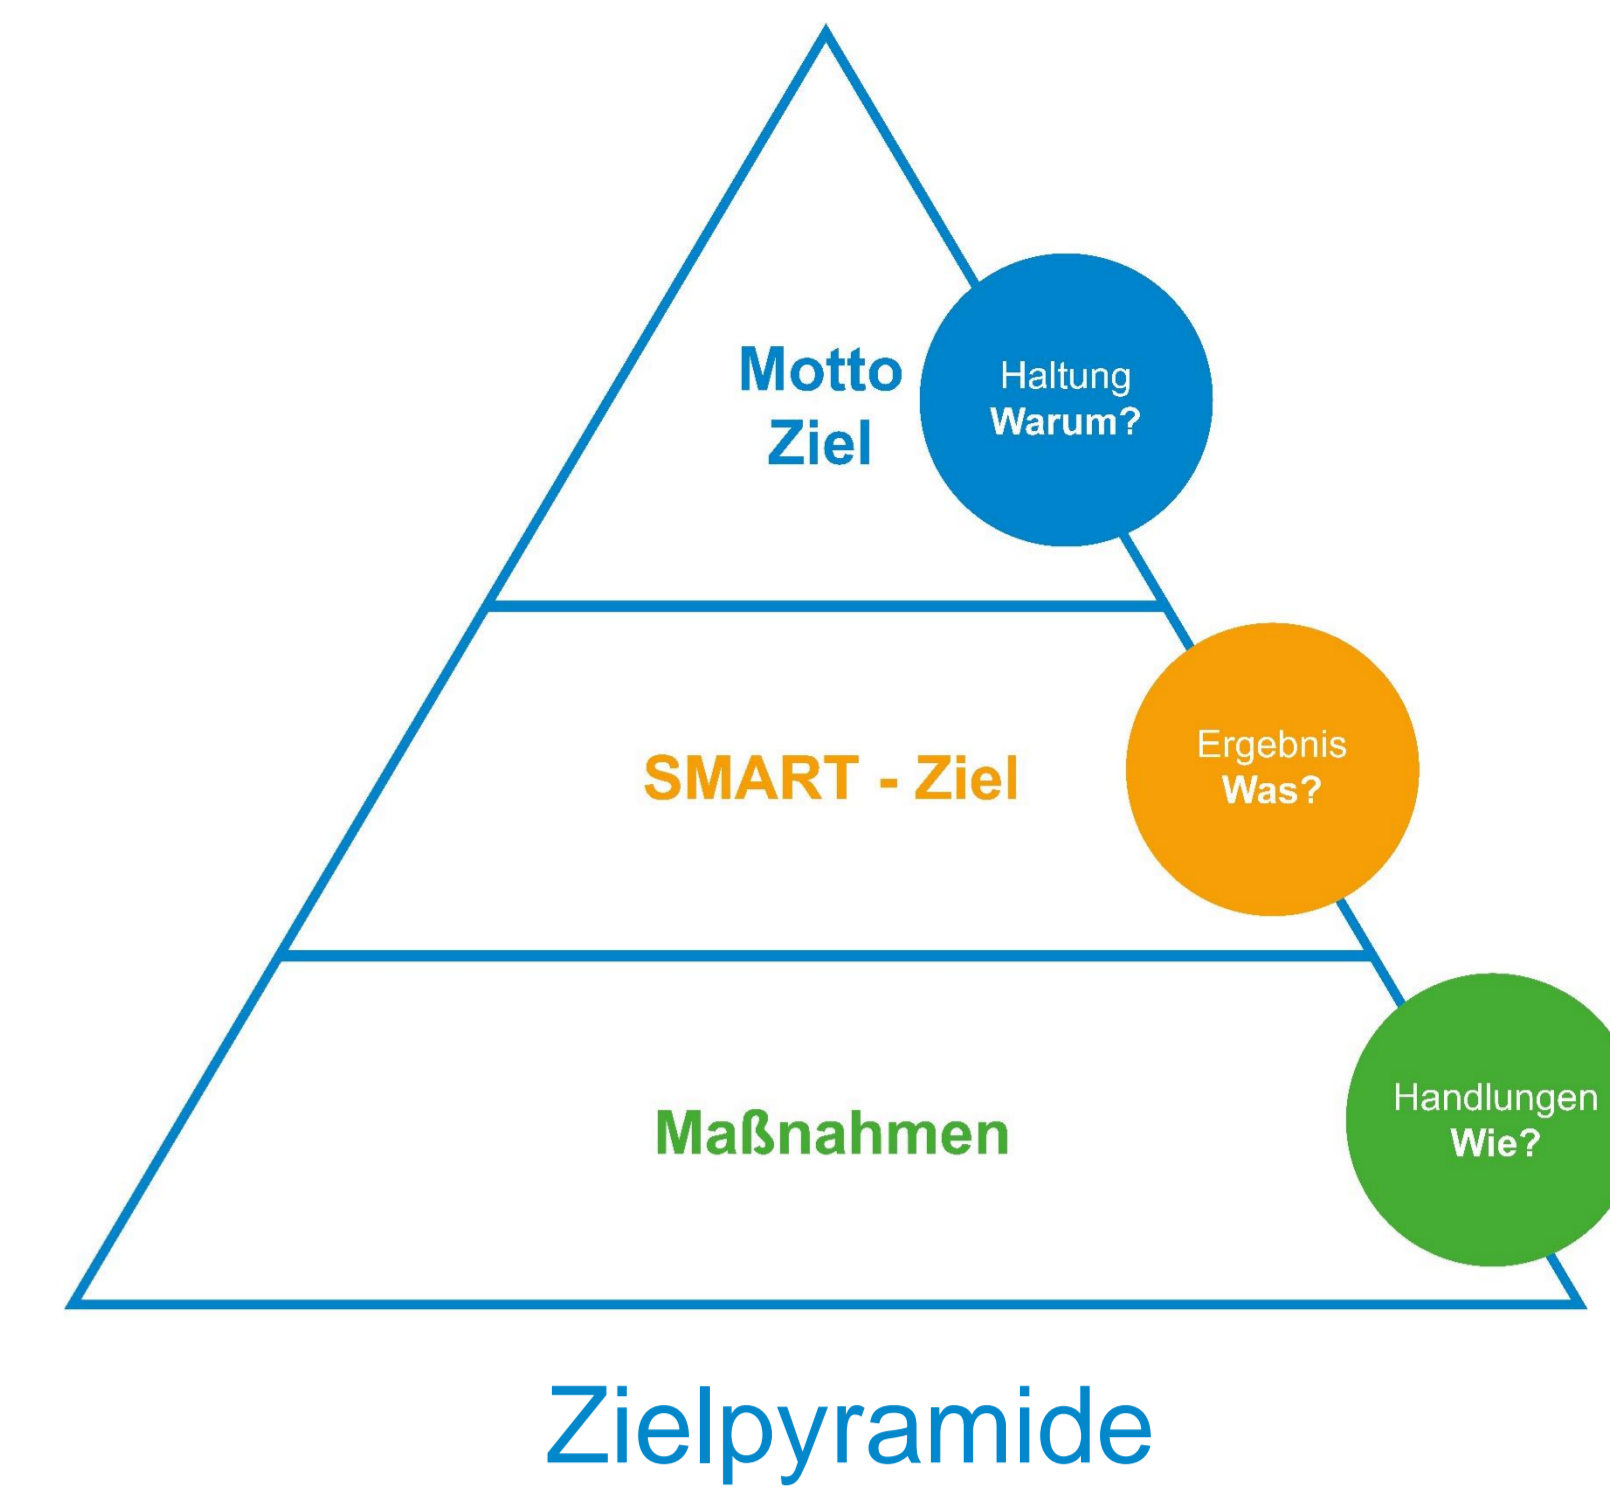 Motto
Ziel
Haltung
Warum?
SMART - Ziel
Ergebnis
Was?
Maßnahmen
Handlungen
Wie?
Zielpyramide